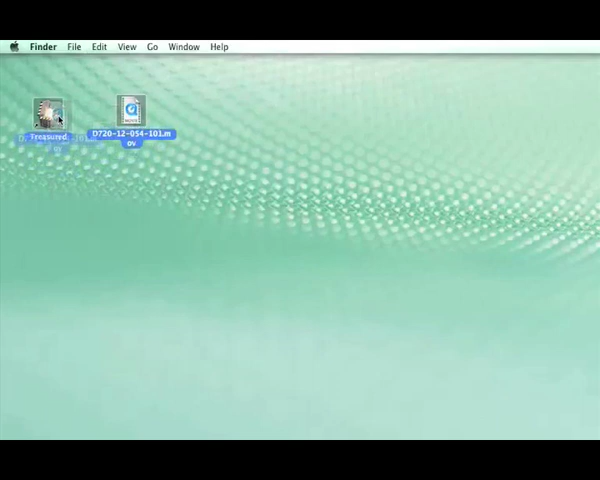 Finder File Edit View Go Window Help
Treasured
D720-12-054-101.m
ov